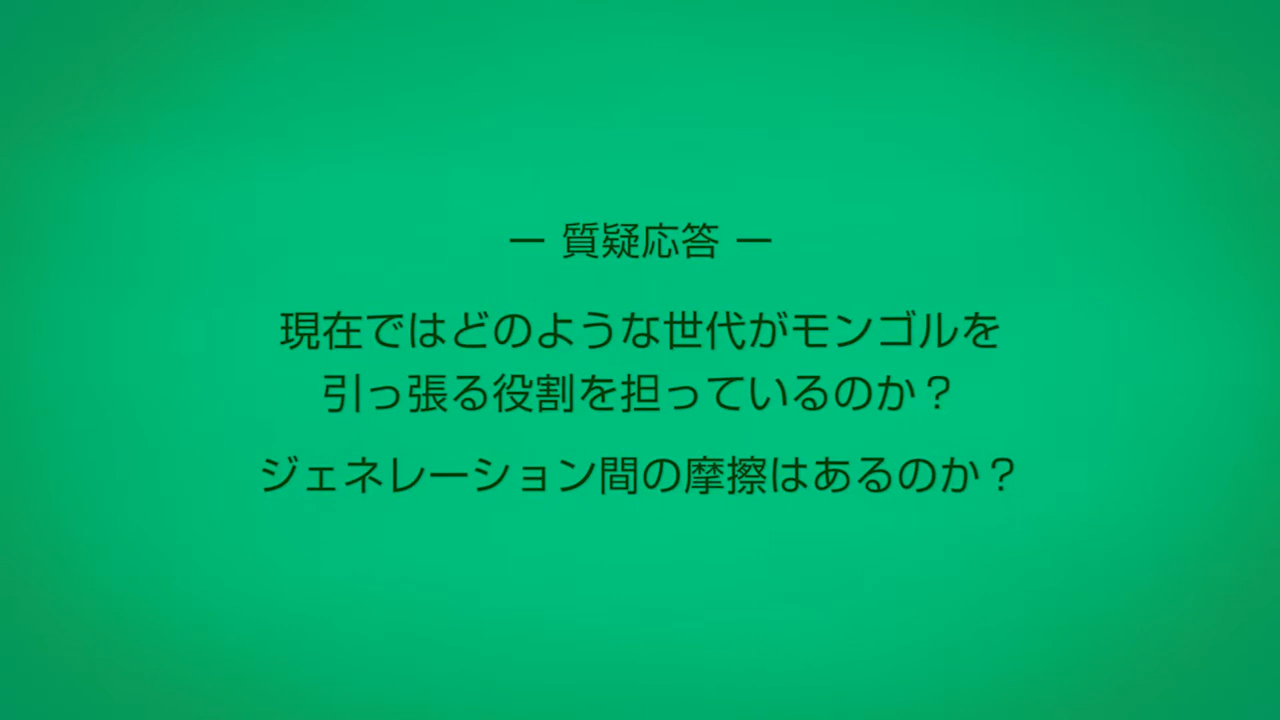 ー 質疑応答 ー
現在ではどのような世代がモンゴルを
引っ張る役割を担っているのか？
ジェネレーション間の摩擦はあるのか？